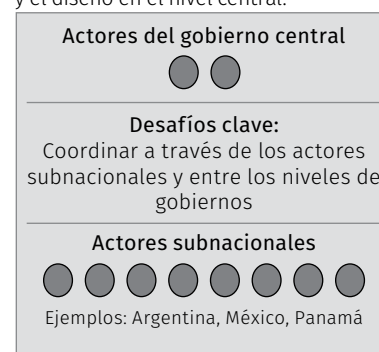 y el diseño en el nivel central.
Actores del gobierno central
Desafíos clave:
Coordinar a través de los actores
subnacionales y entre los niveles de
gobiernos
Actores subnacionales
Ejemplos: Argentina, México, Panamá